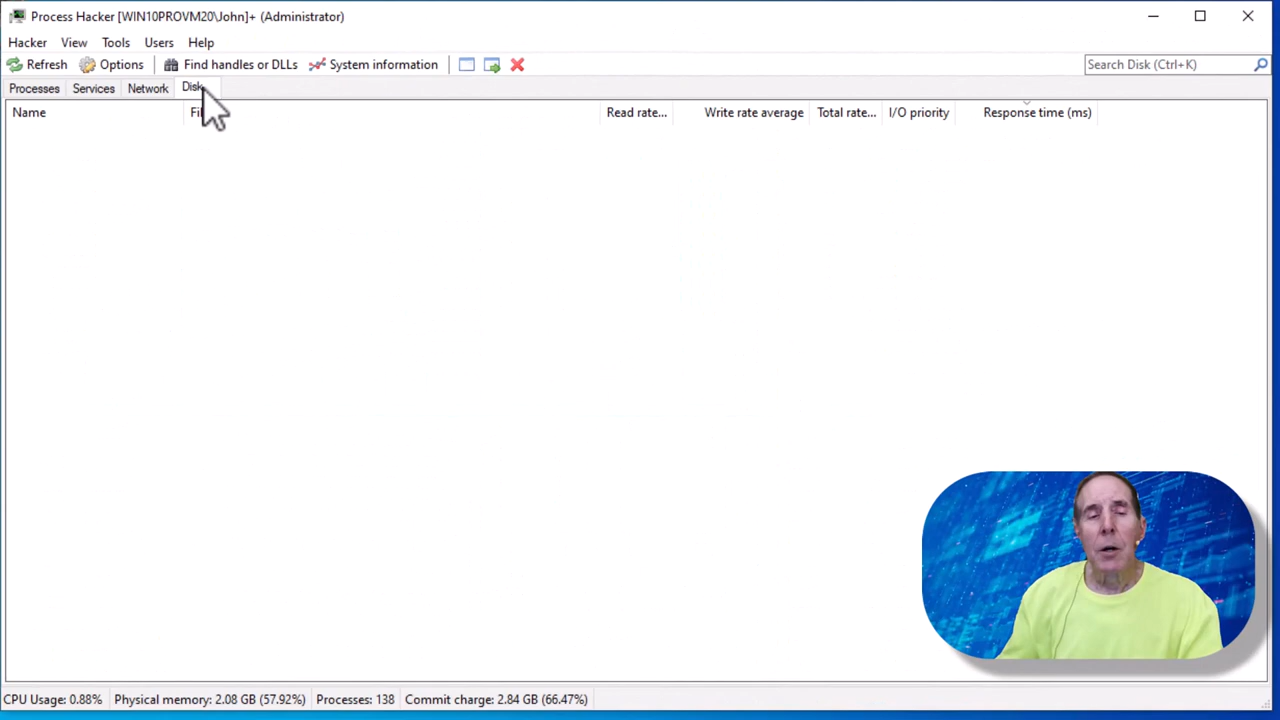 Process Hacker [WIN10PROVM20\John]+ (Administrator)
Hacker View Tools Users Help
Refresh Options Find handles or DLLs System information Search Disk (Ctrl+K)
Processes Services Network Disk
Name Read rate... Write rate average Total rate... I/O priority Response time (ms)
CPU Usage: 0.88% Physical memory: 2.08 GB (57.92%) Processes: 138 Commit charge: 2.84 GB (66.47%)